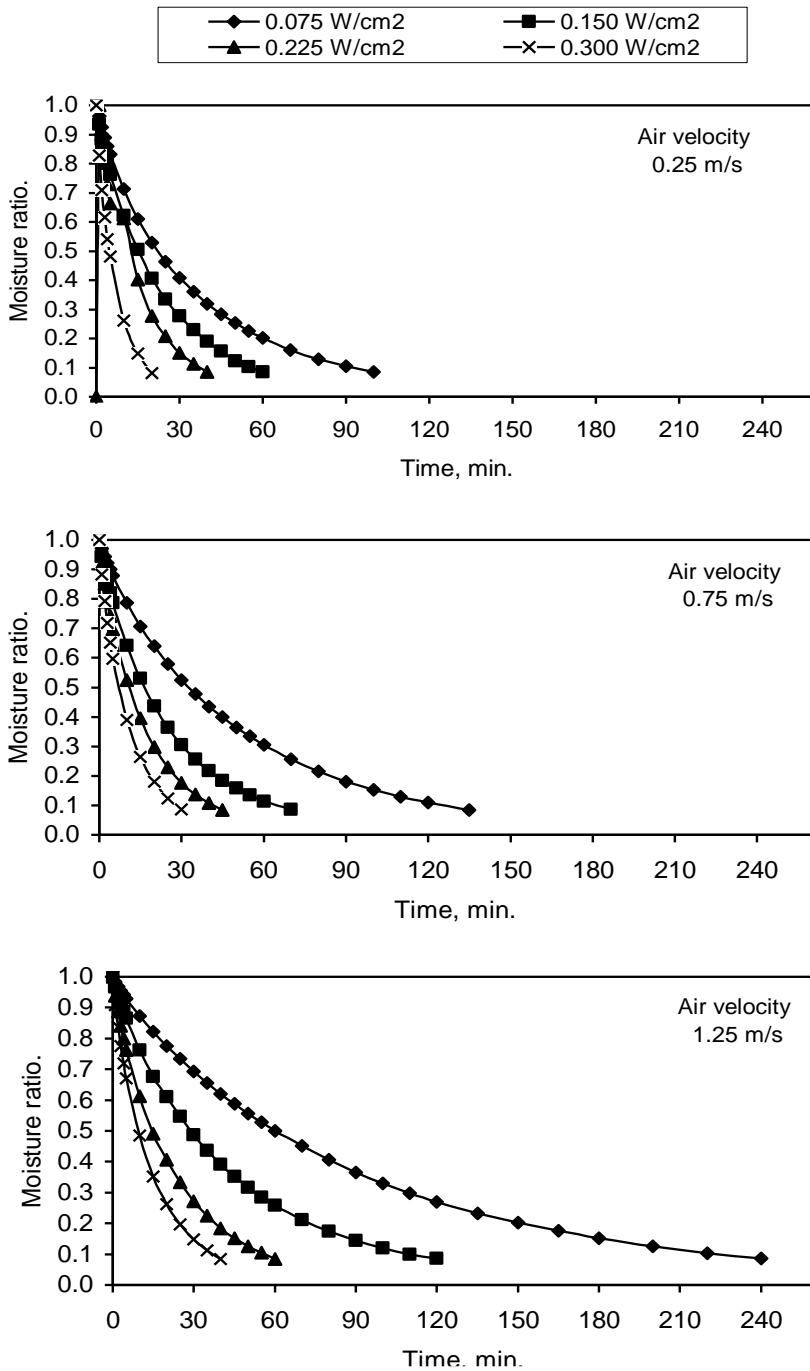 0.075 W/cm2 0.150 W/cm2
0.225 W/cm2 0.300 W/cm2
1.0
0.9
0.8
0.7
0.6
0.5
0.4
0.3
0.2
0.1
0.0
Moisture ratio.
Air velocity
0.25 m/s
0 30 60 90 120 150 180 210 240
Time, min.
1.0
0.9
0.8
0.7
0.6
0.5
0.4
0.3
0.2
0.1
0.0
Moisture ratio.
Air velocity
0.75 m/s
0 30 60 90 120 150 180 210 240
Time, min.
1.0
0.9
0.8
0.7
0.6
0.5
0.4
0.3
0.2
0.1
0.0
Moisture ratio.
Air velocity
1.25 m/s
0 30 60 90 120 150 180 210 240
Time, min.